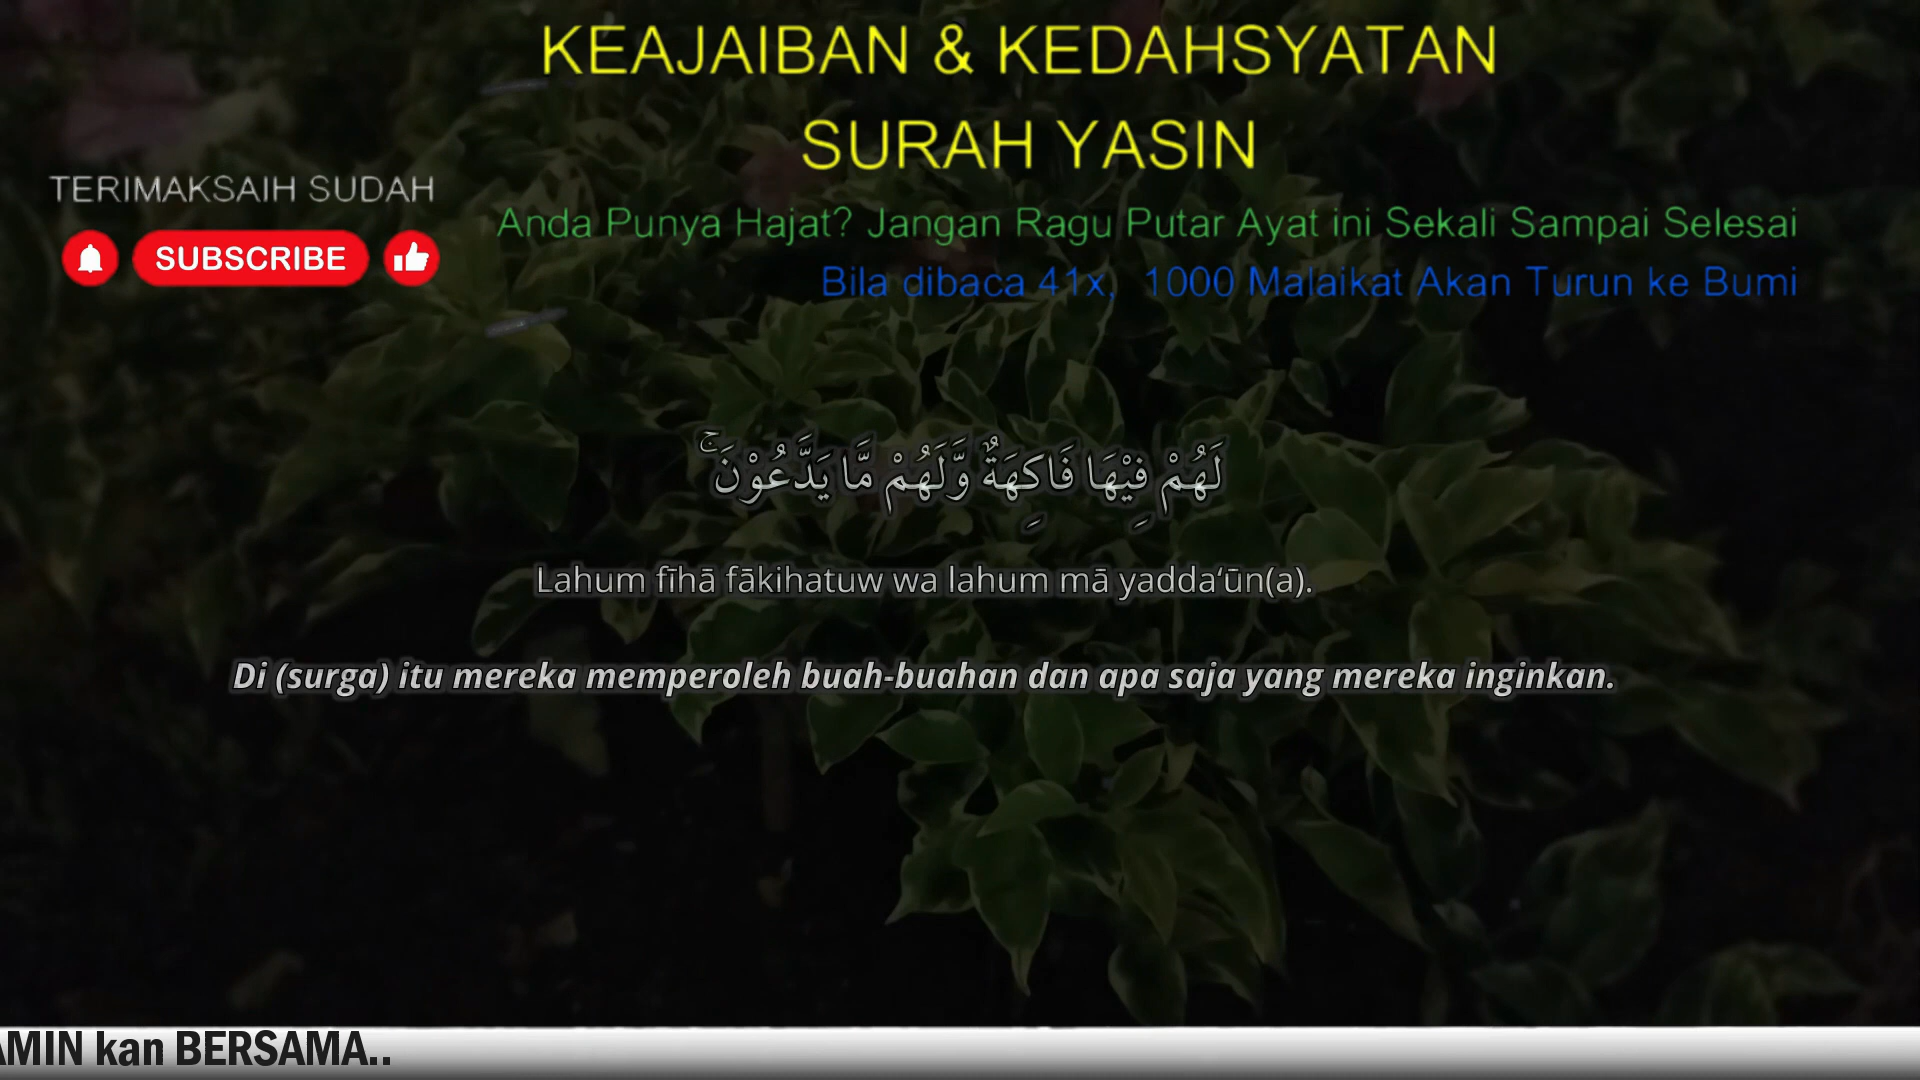 KEAJAIBAN & KEDAHSYATAN
SURAH YASIN
TERIMAKSAIH SUDAH
SUBSCRIBE
Anda Punya Hajat? Jangan Ragu Putar Ayat ini Sekali Sampai Selesai
Bila dibaca 41x, 1000 Malaikat Akan Turun ke Bumi
لَهُمْ فِيْهَا فَاكِهَةٌ وَّلَهُمْ مَّا يَدَّعُوْنَ ۚ
Lahum fīhā fākihatuw wa lahum mā yadda‘ūn(a).
Di (surga) itu mereka memperoleh buah-buahan dan apa saja yang mereka inginkan.
AMIN kan BERSAMA..